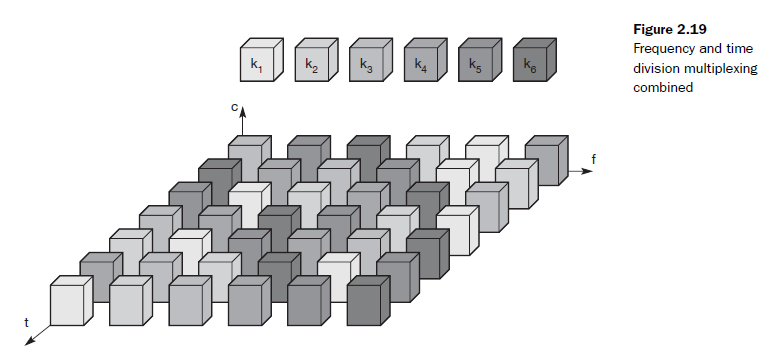 Figure 2.19
Frequency and time
division multiplexing
combined
k1 k2 k3 k4 k5 k6
c
f
t